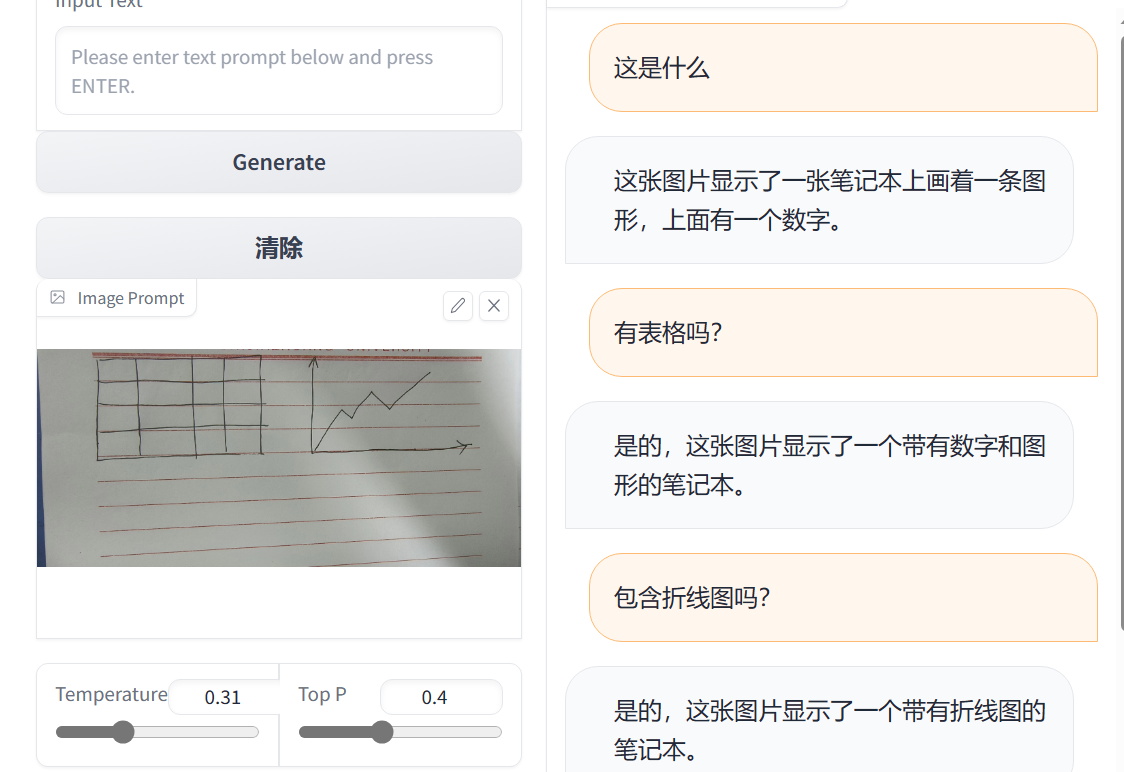 Input Text
Please enter text prompt below and press
ENTER.
Generate
清除
Image Prompt
UNIVERSITY
Temperature
0.31
Top P
0.4
这是什么
这张图片显示了一张笔记本上画着一条图
形，上面有一个数字。
有表格吗？
是的，这张图片显示了一个带有数字和图
形的笔记本。
包含折线图吗？
是的，这张图片显示了一个带有折线图的
笔记本。